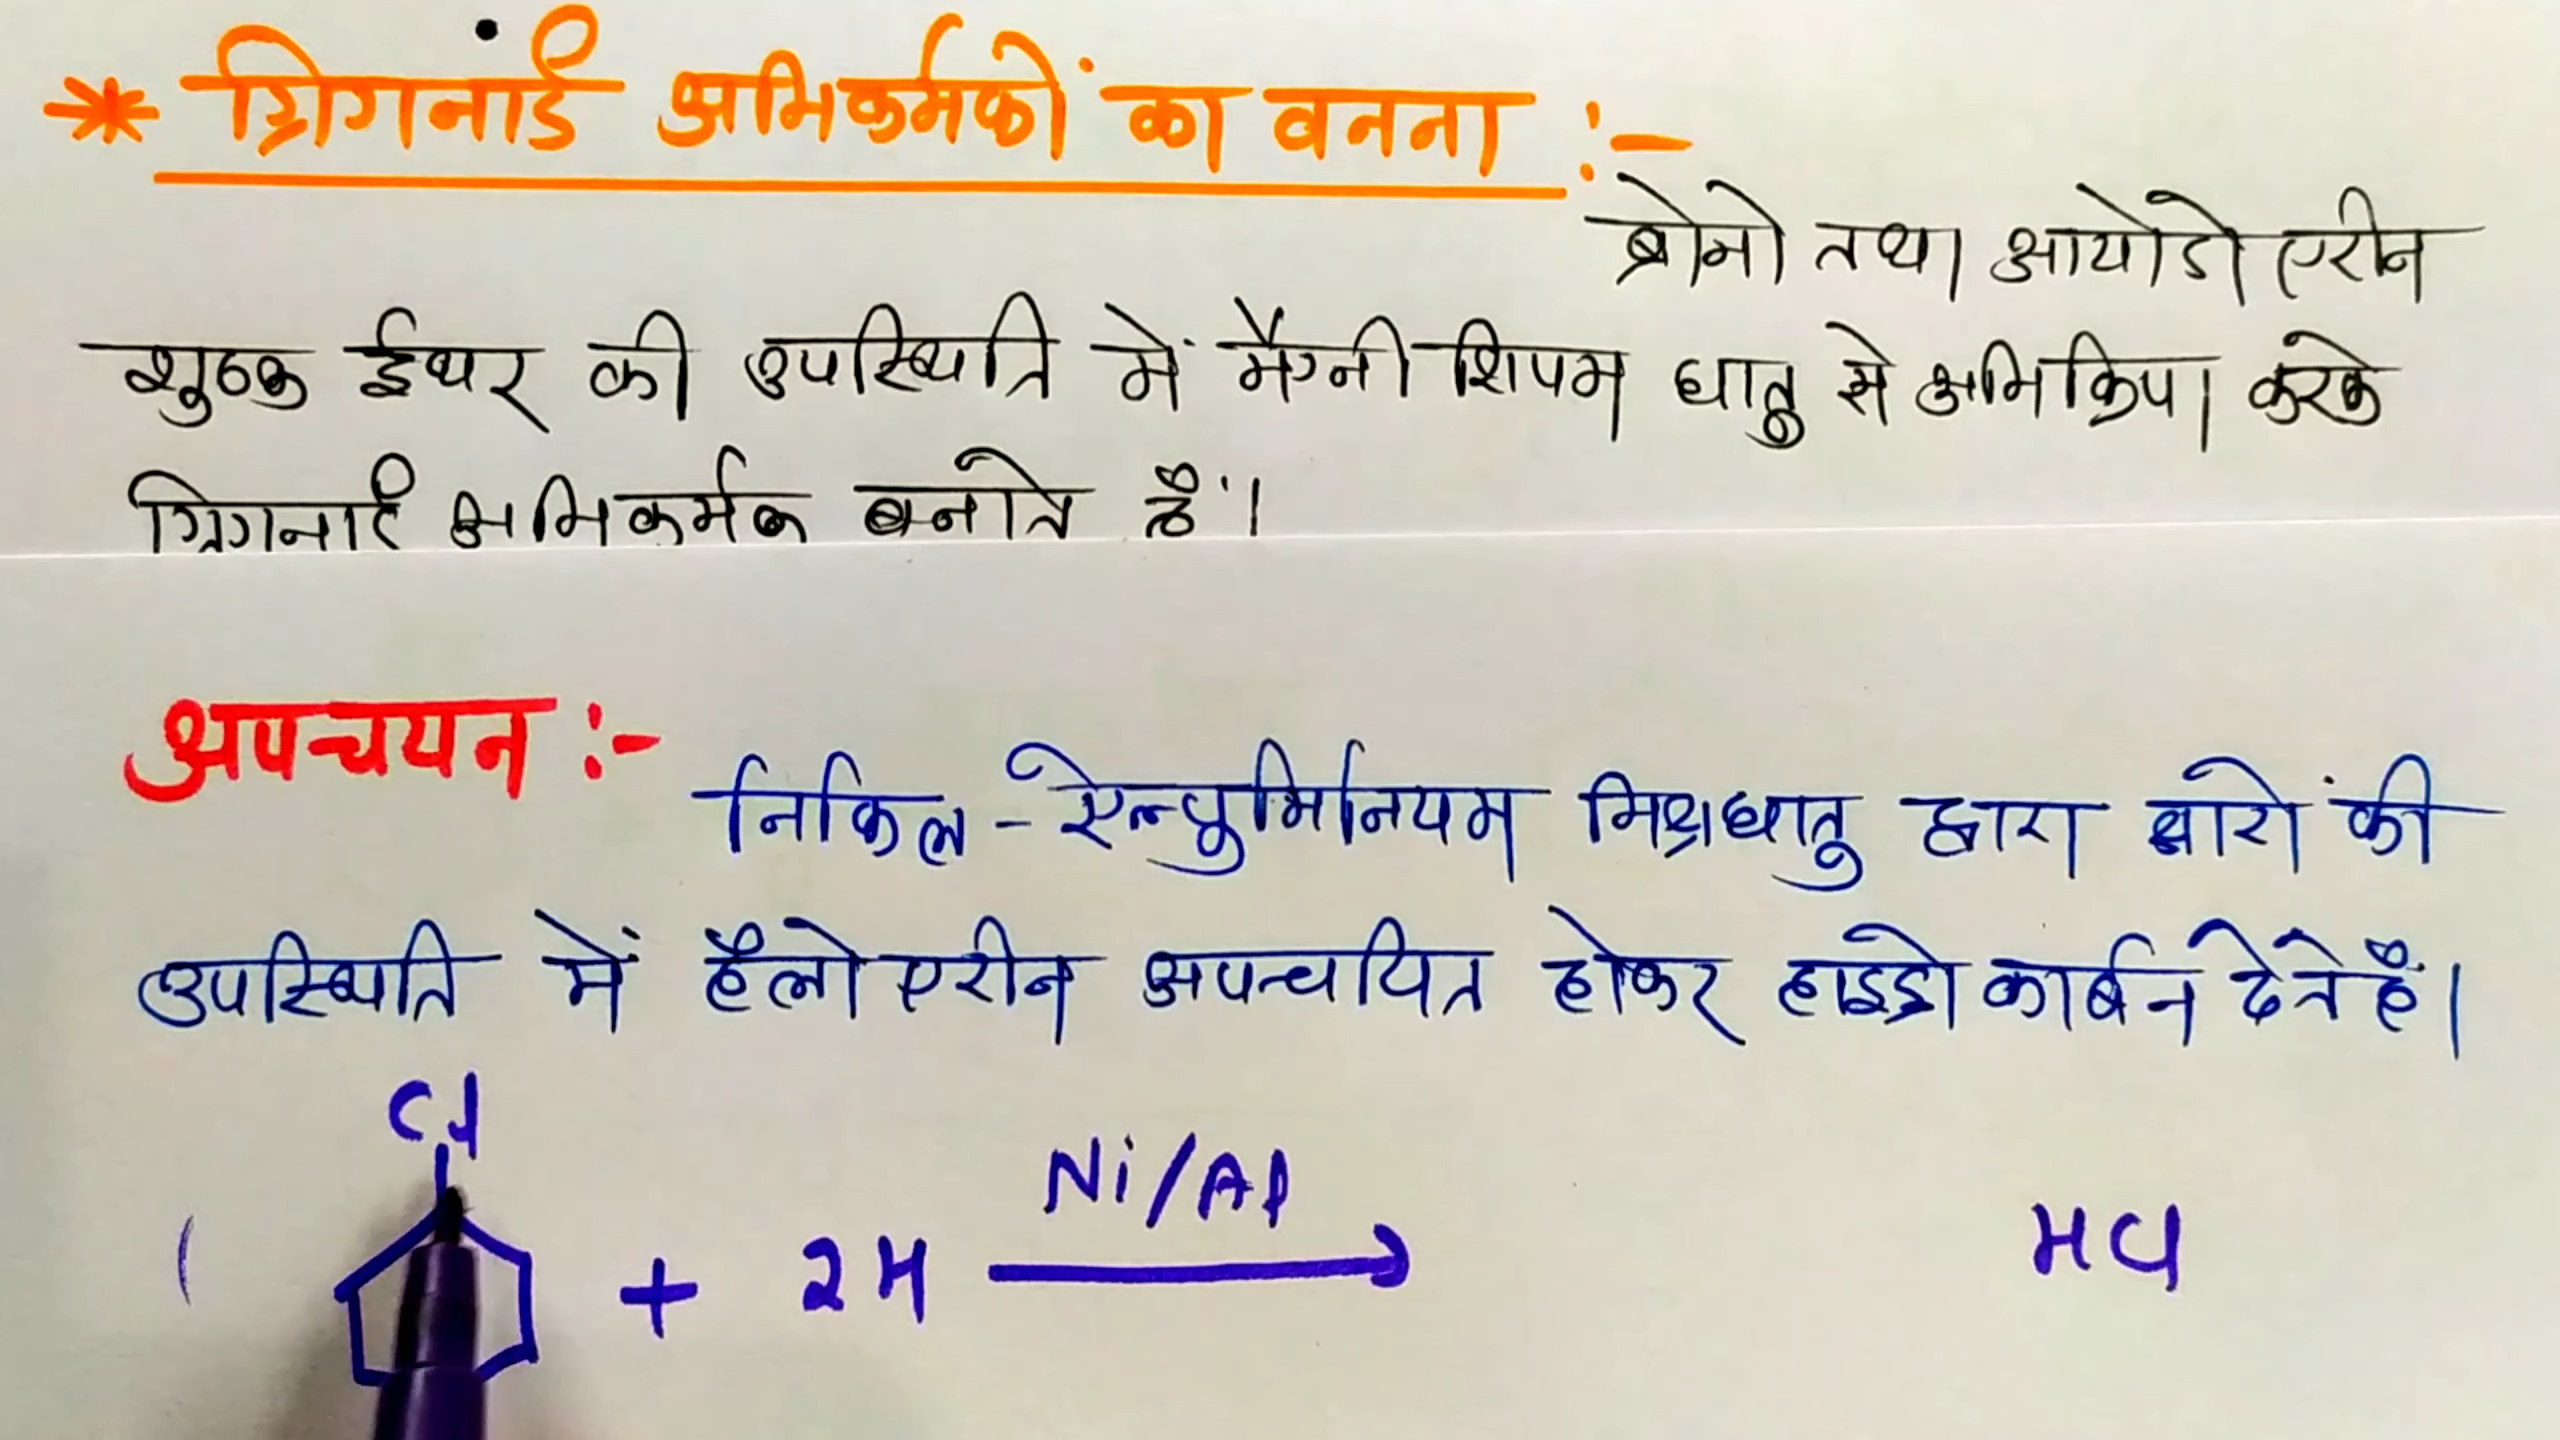 * ग्रिगनार्ड अभिकर्मकों का बनना :-
ब्रोमो तथा आयोडो एरीन
शुष्क ईथर की उपस्थिति में मैग्नीशियम धातु से अभिक्रिया करके
ग्रिगनार्ड अभिकर्मक बनाते हैं।
अपचयन :-
निकिल - ऐल्युमिनियम मिश्रधातु द्वारा क्षारों की
उपस्थिति में हैलोएरीन अपचयित होकर हाइड्रोकार्बन देते हैं।
Cl
Ni/Al
+ 2H HCl